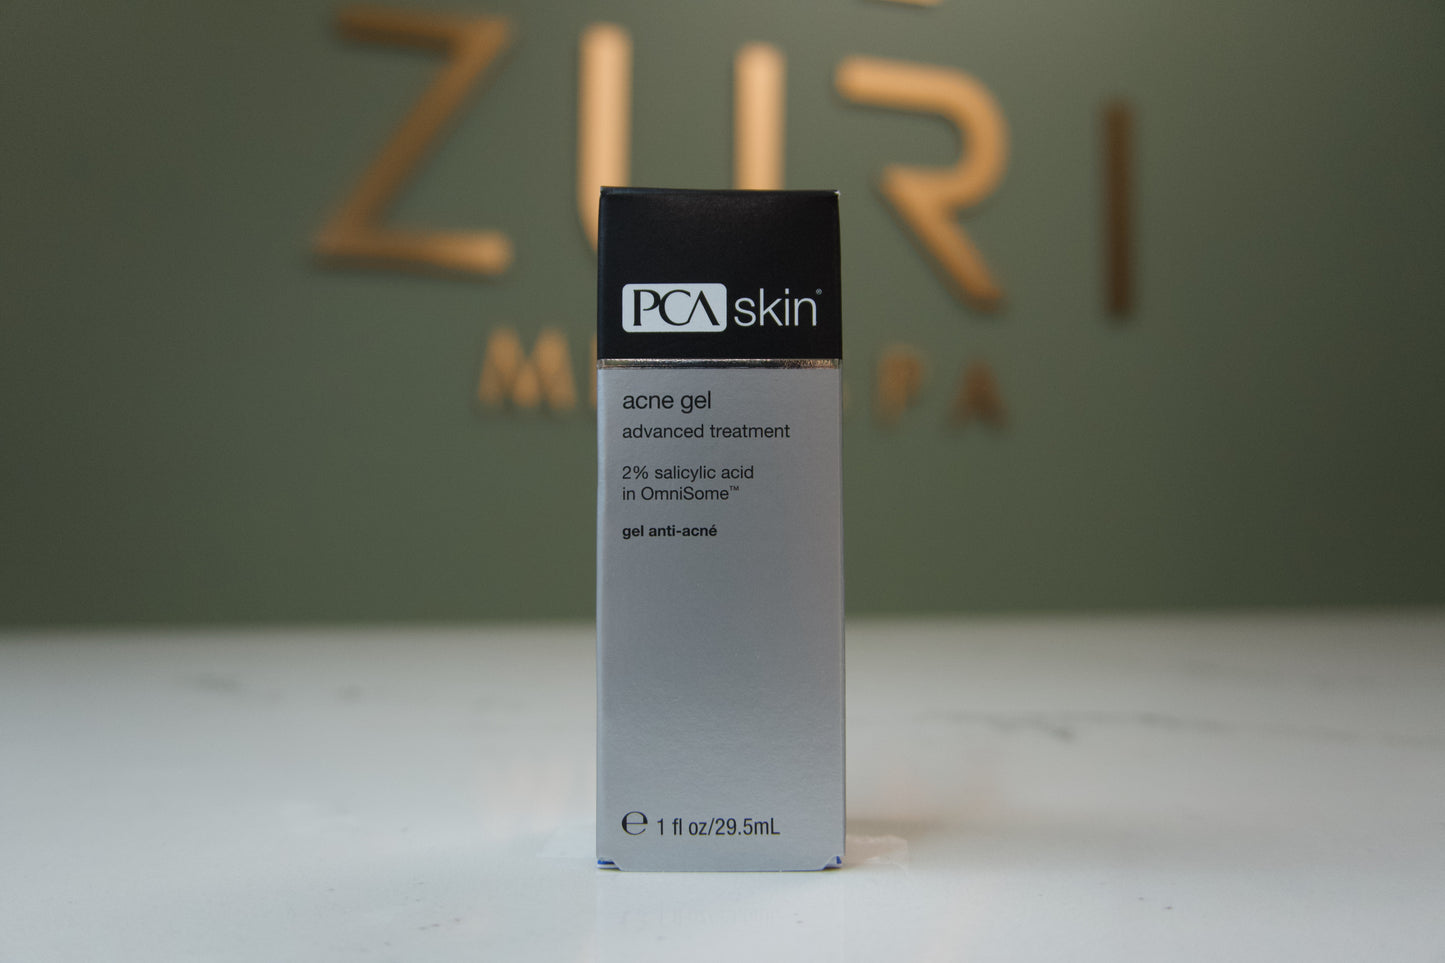 ZURI
PCA skin®
acne gel
advanced treatment
2% salicylic acid
in OmniSome™
gel anti-acné
℮ 1 fl oz/29.5mL